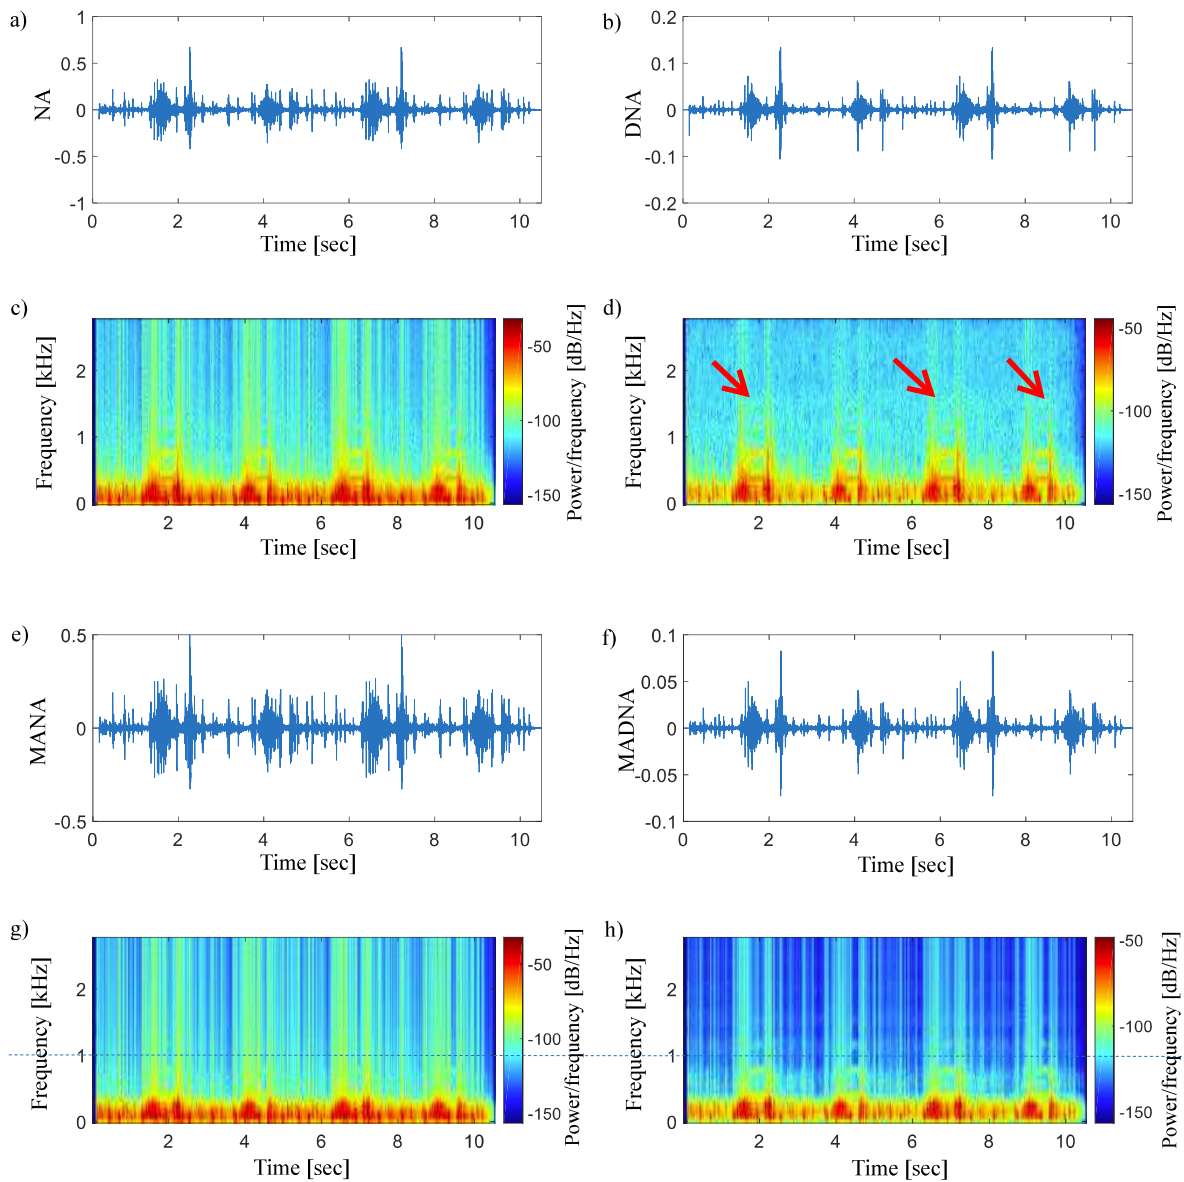 a)
1
0.5
0
-0.5
-1
NA
0 2 4 6 8 10
Time [sec]
b)
0.2
0.1
0
-0.1
-0.2
DNA
0 2 4 6 8 10
Time [sec]
c)
2
1
0
Frequency [kHz]
2 4 6 8 10
Time [sec]
-50
-100
-150
Power/frequency [dB/Hz]
d)
2
1
0
Frequency [kHz]
2 4 6 8 10
Time [sec]
-50
-100
-150
Power/frequency [dB/Hz]
e)
0.5
0
-0.5
MANA
0 2 4 6 8 10
Time [sec]
f)
0.1
0.05
0
-0.05
-0.1
MADNA
0 2 4 6 8 10
Time [sec]
g)
2
1
0
Frequency [kHz]
2 4 6 8 10
Time [sec]
-50
-100
-150
Power/frequency [dB/Hz]
h)
2
1
0
Frequency [kHz]
2 4 6 8 10
Time [sec]
-50
-100
-150
Power/frequency [dB/Hz]